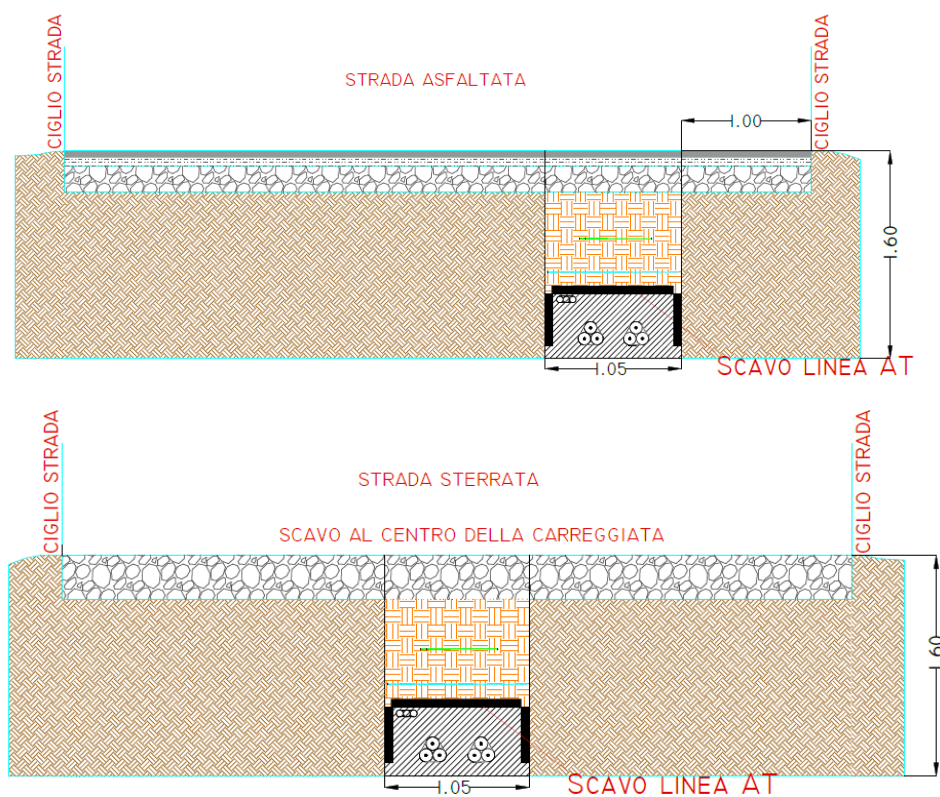 CIGLIO STRADA
STRADA ASFALTATA
CIGLIO STRADA
1.00
1.60
1.05
SCAVO LINEA AT
CIGLIO STRADA
STRADA STERRATA
CIGLIO STRADA
SCAVO AL CENTRO DELLA CARREGGIATA
1.60
1.05
SCAVO LINEA AT